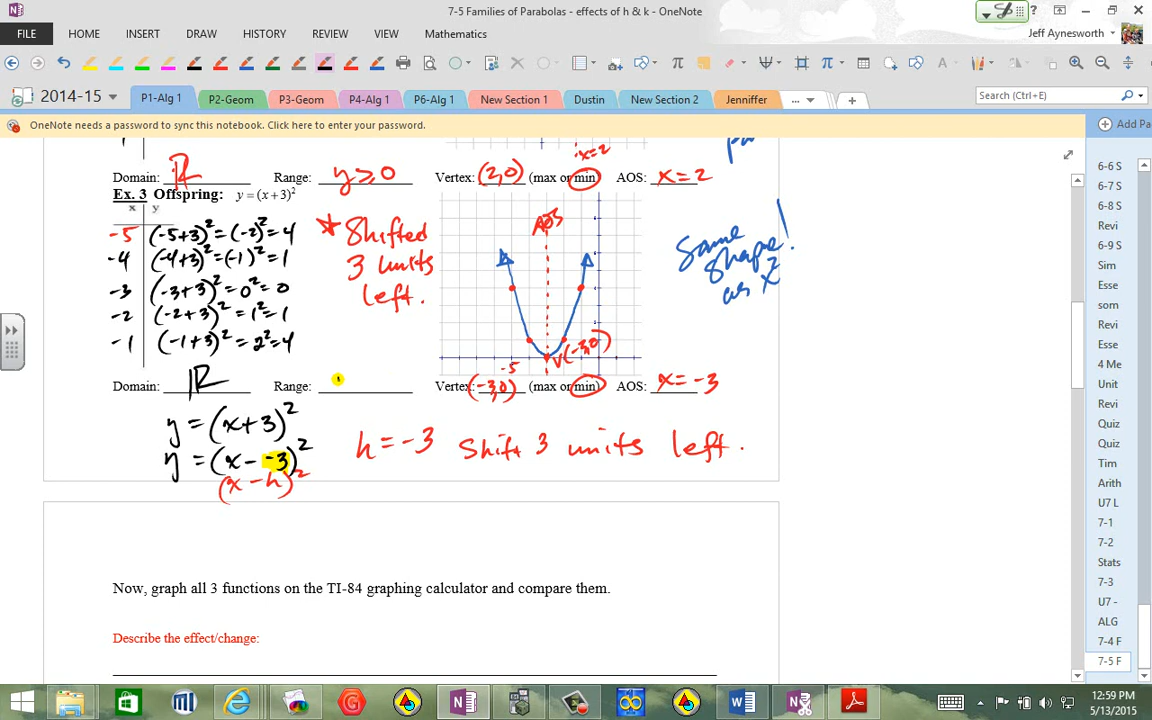 7-5 Families of Parabolas - effects of h & k - OneNote
FILE HOME INSERT DRAW HISTORY REVIEW VIEW Mathematics
Jeff Aynesworth
2014-15 P1-Alg 1 P2-Geom P3-Geom P4-Alg 1 P6-Alg 1 New Section 1 Dustin New Section 2 Jennifer ... Search (Ctrl+E)
OneNote needs a password to sync this notebook. Click here to enter your password.
Add Pa
x=2
Domain: ℝ Range: y ≥ 0 Vertex: (2,0) (max or min) AOS: x=2
Ex. 3 Offspring: y = (x+3)²
x y
-5 (-5+3)²=(-2)²=4
-4 (-4+3)²=(-1)²=1
-3 (-3+3)²=0²=0
-2 (-2+3)²=1²=1
-1 (-1+3)²=2²=4
Shifted
3 units
left.
AOS
V(-3,0)
-5
same
shape!
as x²
Domain: ℝ Range: Vertex: (-3,0) (max or min) AOS: x=-3
y = (x+3)²
y = (x - -3)²
(x - h)²
h = -3 shift 3 units left.
Now, graph all 3 functions on the TI-84 graphing calculator and compare them.
Describe the effect/change:
6-6 S
6-7 S
6-8 S
Revi
6-9 S
Sim
Esse
som
Revi
Esse
4 Me
Unit
Revi
Quiz
Quiz
Tim
Arith
U7 L
7-1
7-2
Stats
7-3
U7 -
ALG
7-4 F
7-5 F
12:59 PM
5/13/2015